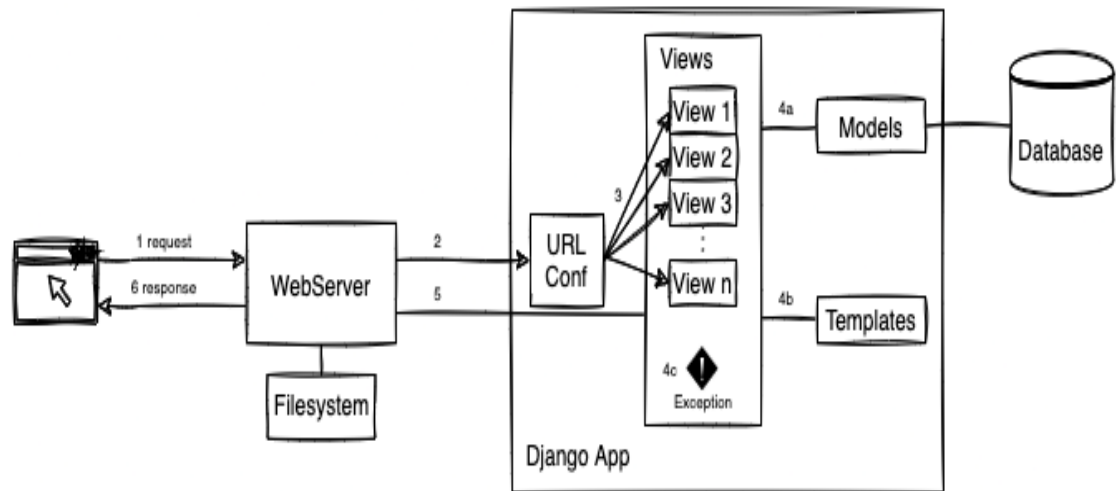 1 request
6 response
WebServer
Filesystem
2
5
URL
Conf
3
Views
View 1
View 2
View 3
View n
4c
!
Exception
4a
Models
4b
Templates
Database
Django App